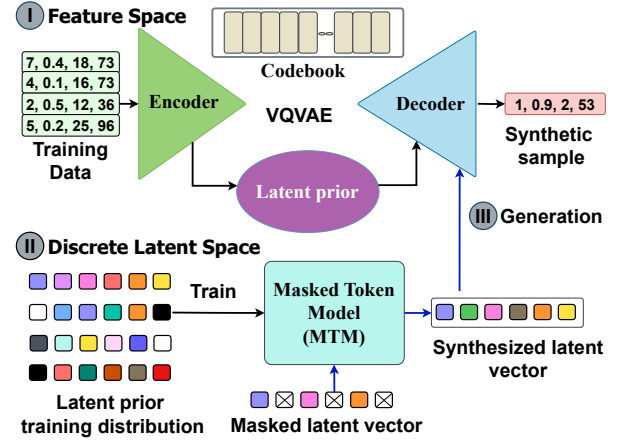 I Feature Space
7, 0.4, 18, 73
4, 0.1, 16, 73
2, 0.5, 12, 36
5, 0.2, 25, 96
Training
Data
Encoder
Codebook
VQVAE
Decoder
1, 0.9, 2, 53
Synthetic
sample
Latent prior
III Generation
II Discrete Latent Space
Train
Masked Token
Model
(MTM)
Synthesized latent
vector
Latent prior
training distribution
Masked latent vector